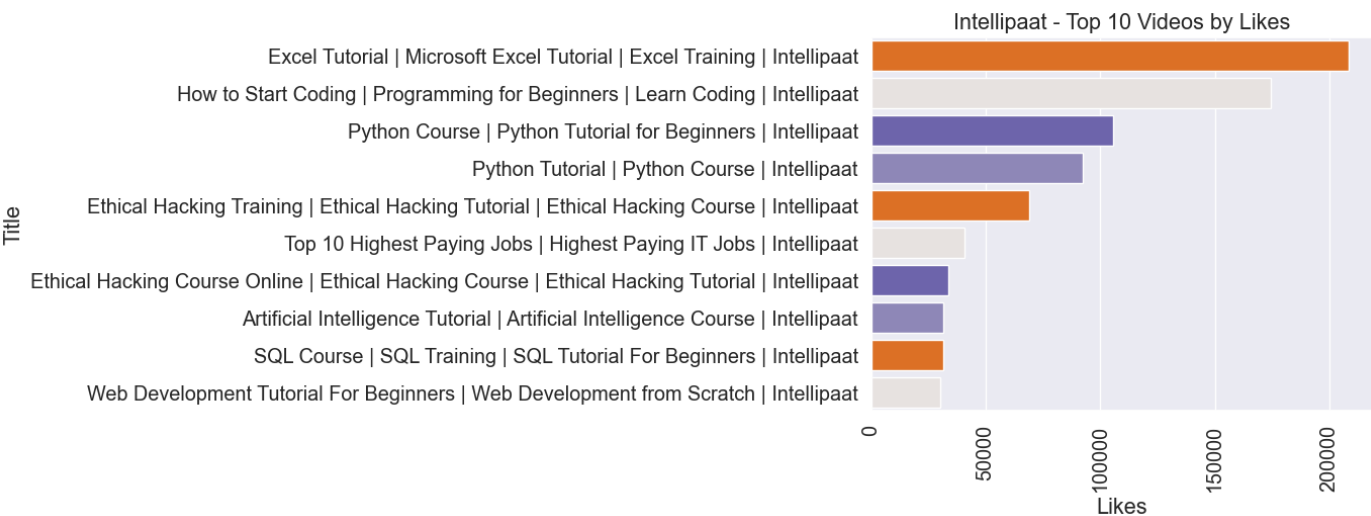 Intellipaat - Top 10 Videos by Likes
Title
Excel Tutorial | Microsoft Excel Tutorial | Excel Training | Intellipaat
How to Start Coding | Programming for Beginners | Learn Coding | Intellipaat
Python Course | Python Tutorial for Beginners | Intellipaat
Python Tutorial | Python Course | Intellipaat
Ethical Hacking Training | Ethical Hacking Tutorial | Ethical Hacking Course | Intellipaat
Top 10 Highest Paying Jobs | Highest Paying IT Jobs | Intellipaat
Ethical Hacking Course Online | Ethical Hacking Course | Ethical Hacking Tutorial | Intellipaat
Artificial Intelligence Tutorial | Artificial Intelligence Course | Intellipaat
SQL Course | SQL Training | SQL Tutorial For Beginners | Intellipaat
Web Development Tutorial For Beginners | Web Development from Scratch | Intellipaat
0
50000
100000
150000
200000
Likes